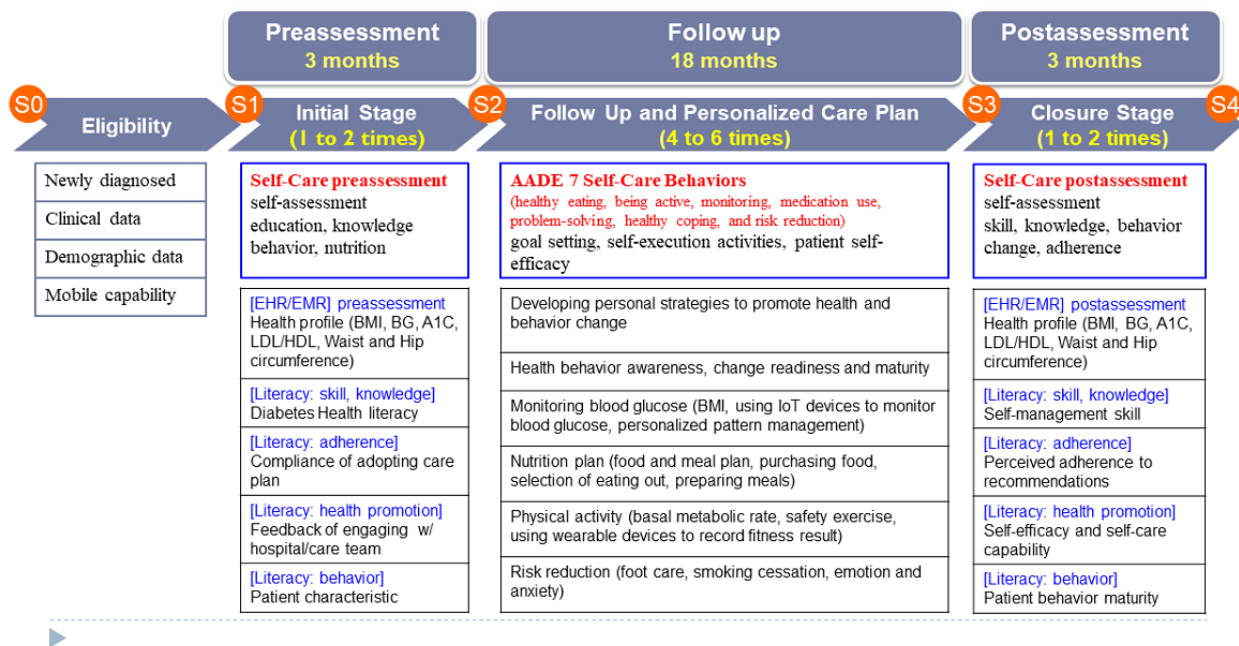 Preassessment
3 months
Follow up
18 months
Postassessment
3 months
S0
Eligibility
S1
Initial Stage
(1 to 2 times)
S2
Follow Up and Personalized Care Plan
(4 to 6 times)
S3
Closure Stage
(1 to 2 times)
S4
Newly diagnosed
Clinical data
Demographic data
Mobile capability
Self-Care preassessment
self-assessment
education, knowledge
behavior, nutrition
[EHR/EMR] preassessment
Health profile (BMI, BG, A1C,
LDL/HDL, Waist and Hip
circumference)
[Literacy: skill, knowledge]
Diabetes Health literacy
[Literacy: adherence]
Compliance of adopting care
plan
[Literacy: health promotion]
Feedback of engaging w/
hospital/care team
[Literacy: behavior]
Patient characteristic
AADE 7 Self-Care Behaviors
(healthy eating, being active, monitoring, medication use,
problem-solving, healthy coping, and risk reduction)
goal setting, self-execution activities, patient self-
efficacy
Developing personal strategies to promote health and
behavior change
Health behavior awareness, change readiness and maturity
Monitoring blood glucose (BMI, using IoT devices to monitor
blood glucose, personalized pattern management)
Nutrition plan (food and meal plan, purchasing food,
selection of eating out, preparing meals)
Physical activity (basal metabolic rate, safety exercise,
using wearable devices to record fitness result)
Risk reduction (foot care, smoking cessation, emotion and
anxiety)
Self-Care postassessment
self-assessment
skill, knowledge, behavior
change, adherence
[EHR/EMR] postassessment
Health profile (BMI, BG, A1C,
LDL/HDL, Waist and Hip
circumference)
[Literacy: skill, knowledge]
Self-management skill
[Literacy: adherence]
Perceived adherence to
recommendations
[Literacy: health promotion]
Self-efficacy and self-care
capability
[Literacy: behavior]
Patient behavior maturity